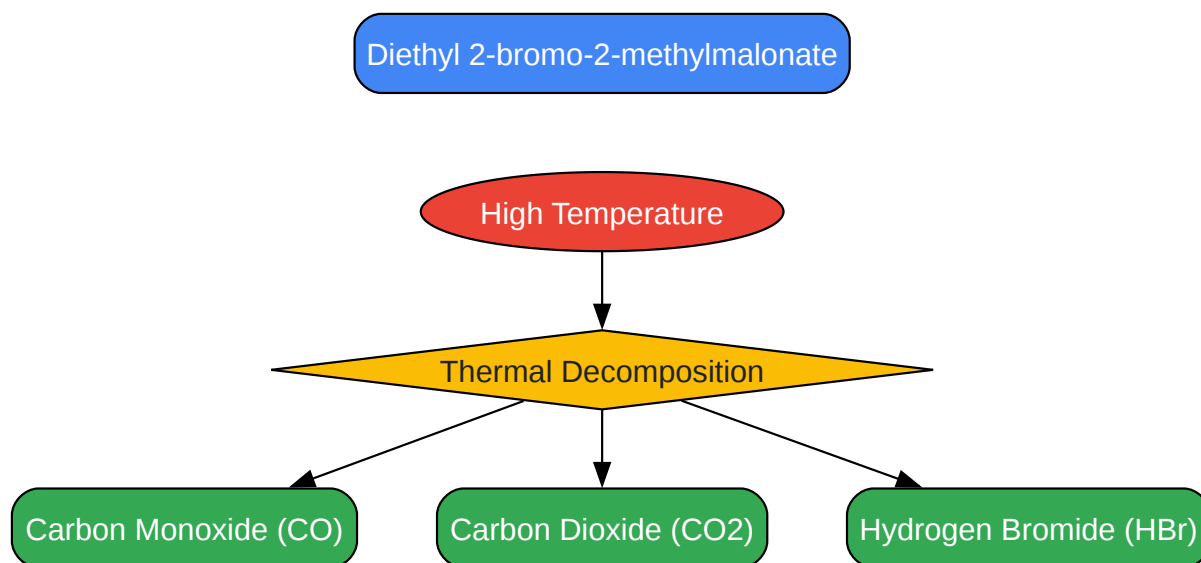 Diethyl 2-bromo-2-methylmalonate
High Temperature
Thermal Decomposition
Carbon Monoxide (CO)
Carbon Dioxide (CO2)
Hydrogen Bromide (HBr)